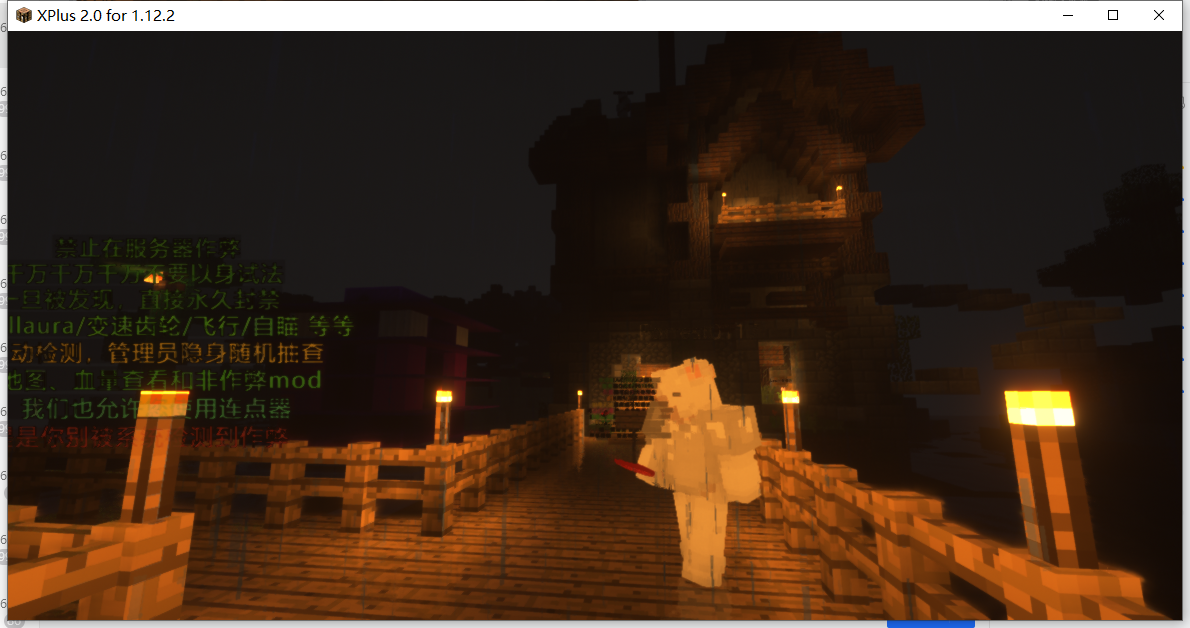 XPlus 2.0 for 1.12.2
禁止在服务器作弊
千万千万千万不要以身试法
一旦被发现，直接永久封禁
llaura/变速齿轮/飞行/自瞄 等等
动检测，管理员隐身随机抽查
地图、血量查看和非作弊mod
我们也允许 使用连点器
是你别被 测到作弊